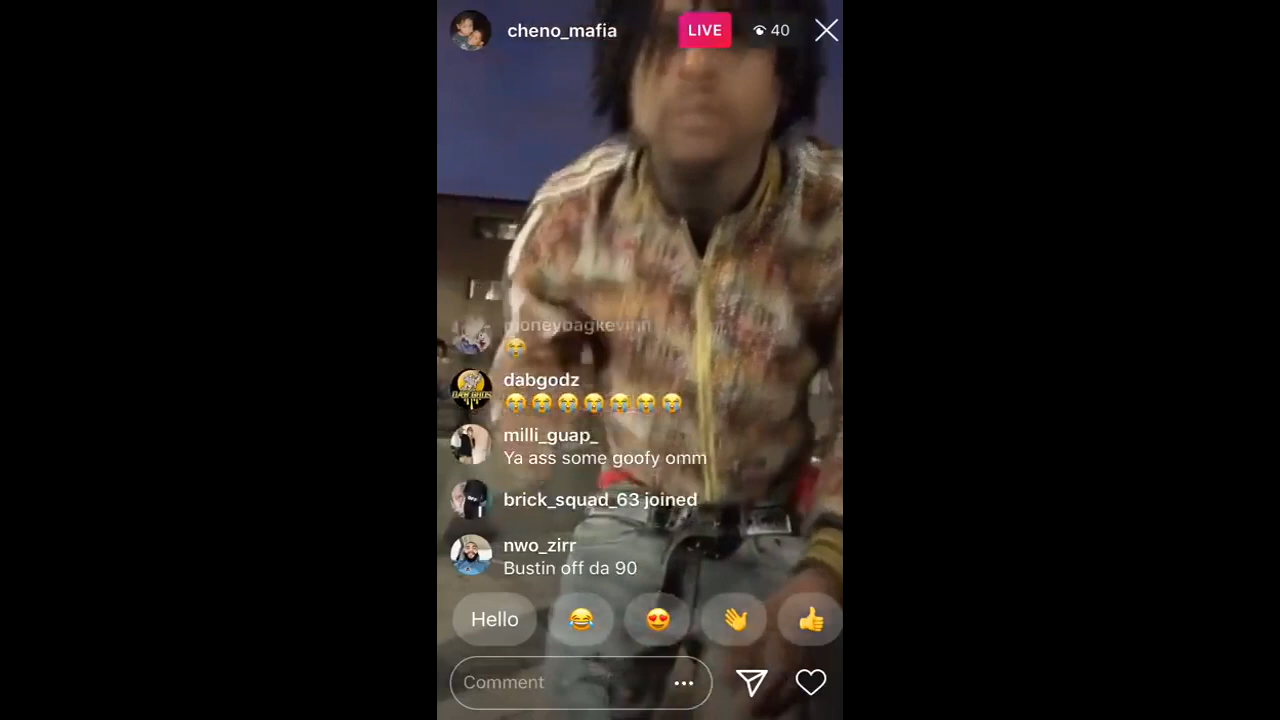 cheno_mafia LIVE 40
moneybagkevinn
😭
dabgodz
😭😭😭😭😭😭😭
milli_guap_
Ya ass some goofy omm
brick_squad_63 joined
nwo_zirr
Bustin off da 90
Hello 😂 😍 👋 👍
Comment